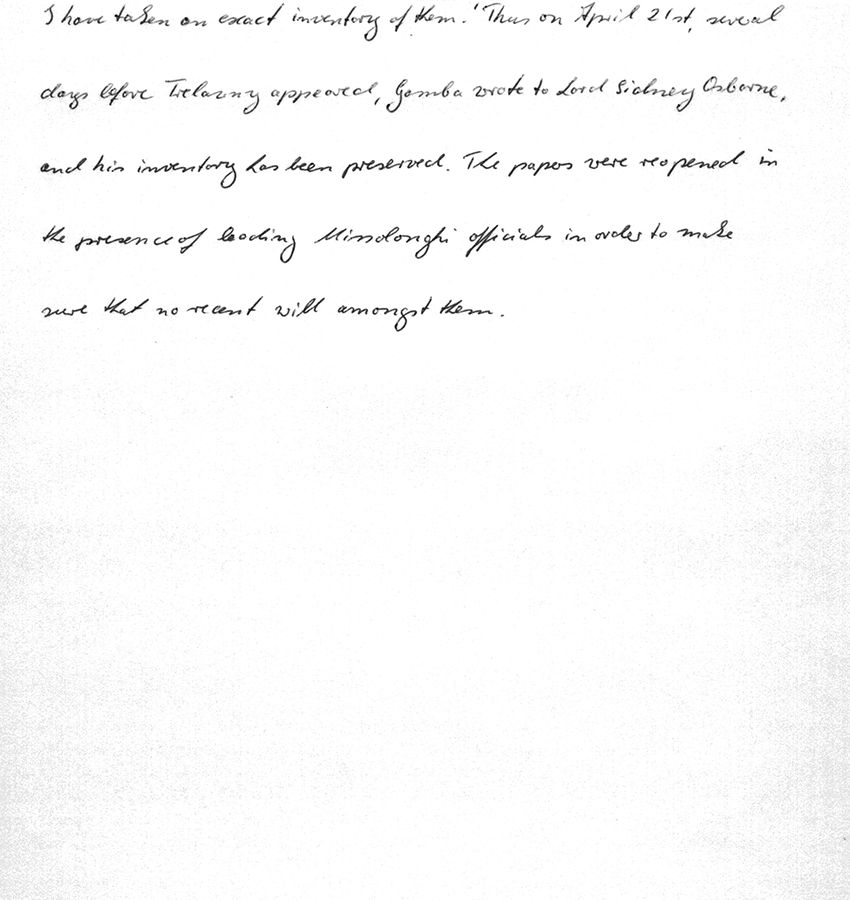 I have taken an exact inventory of them.' Thus on April 21st, several
days before Trelawny appeared, Gamba wrote to Lord Sidney Osborne,
and his inventory has been preserved. The papers were reopened in
the presence of leading Missolonghi officials in order to make
sure that no recent will amongst them.